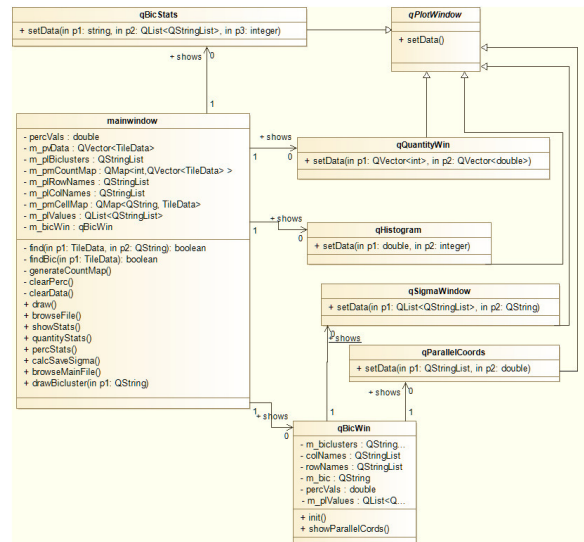 qBicStats
+ setData(in p1: string, in p2: QList<QStringList>, in p3: integer)
qPlotWindow
+ setData()
+ shows 0
1
mainwindow
- percVals : double
- m_pvData : QVector<TileData>
- m_plBiclusters : QStringList
- m_pmCountMap : QMap<int,QVector<TileData> >
- m_plRowNames : QStringList
- m_plColNames : QStringList
- m_pmCellMap : QMap<QString, TileData>
- m_plValues : QList<QStringList>
- m_bicWin : qBicWin
- find(in p1: TileData, in p2: QString): boolean
- findBic(in p1: TileData): boolean
- generateCountMap()
- clearPerc()
- clearData()
+ draw()
+ browseFile()
+ showStats()
+ quantityStats()
+ percStats()
+ calcSaveSigma()
+ browseMainFile()
+ drawBicluster(in p1: QString)
+ shows
1 0
qQuantityWin
+ setData(in p1: QVector<int>, in p2: QVector<double>)
+ shows
1 0
qHistogram
+ setData(in p1: double, in p2: integer)
qSigmaWindow
+ setData(in p1: QList<QStringList>, in p2: QString)
0
+ shows
1
qParallelCoords
+ setData(in p1: QStringList, in p2: double)
+ shows 0
1
1 + shows
0
qBicWin
- m_biclusters : QString...
- colNames : QStringList
- rowNames : QStringList
- m_bic : QString
- percVals : double
- m_plValues : QList<Q...
+ init()
+ showParallelCords()